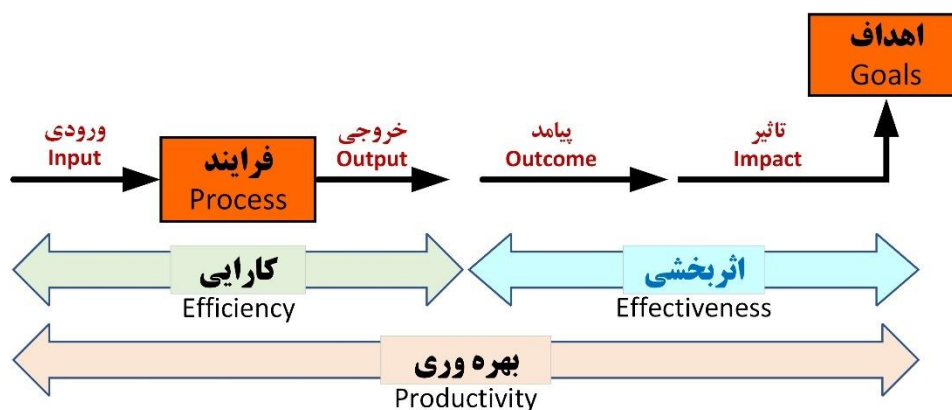 اهداف
Goals
ورودی
Input
فرایند
Process
خروجی
Output
پیامد
Outcome
تاثیر
Impact
کارایی
Efficiency
اثربخشی
Effectiveness
بهره وری
Productivity